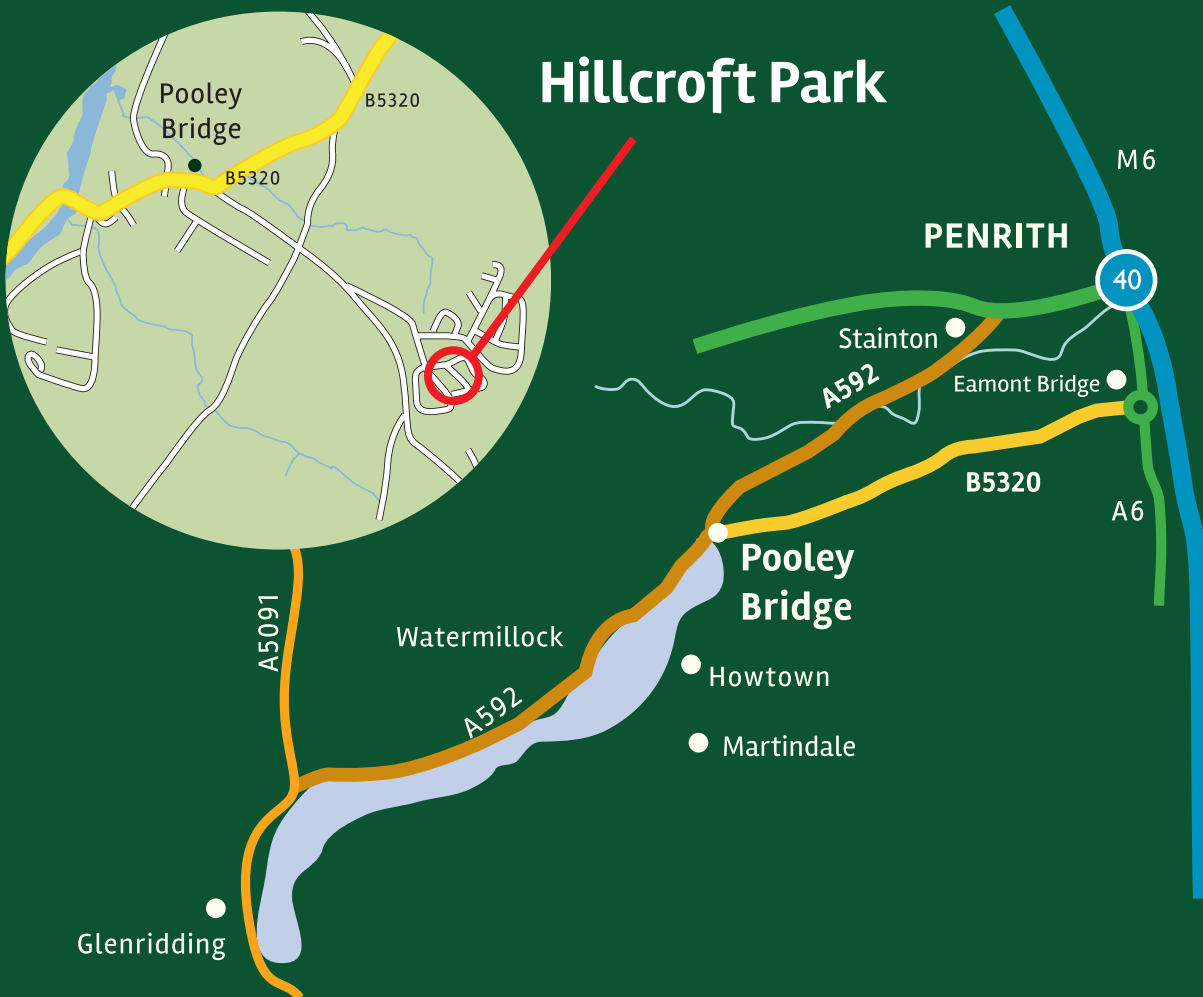 Hillcroft Park
Pooley
Bridge
B5320
B5320
M6
PENRITH
40
Stainton
A592
Eamont Bridge
B5320
A6
Pooley
Bridge
A5091
Watermillock
Howtown
A592
Martindale
Glenridding